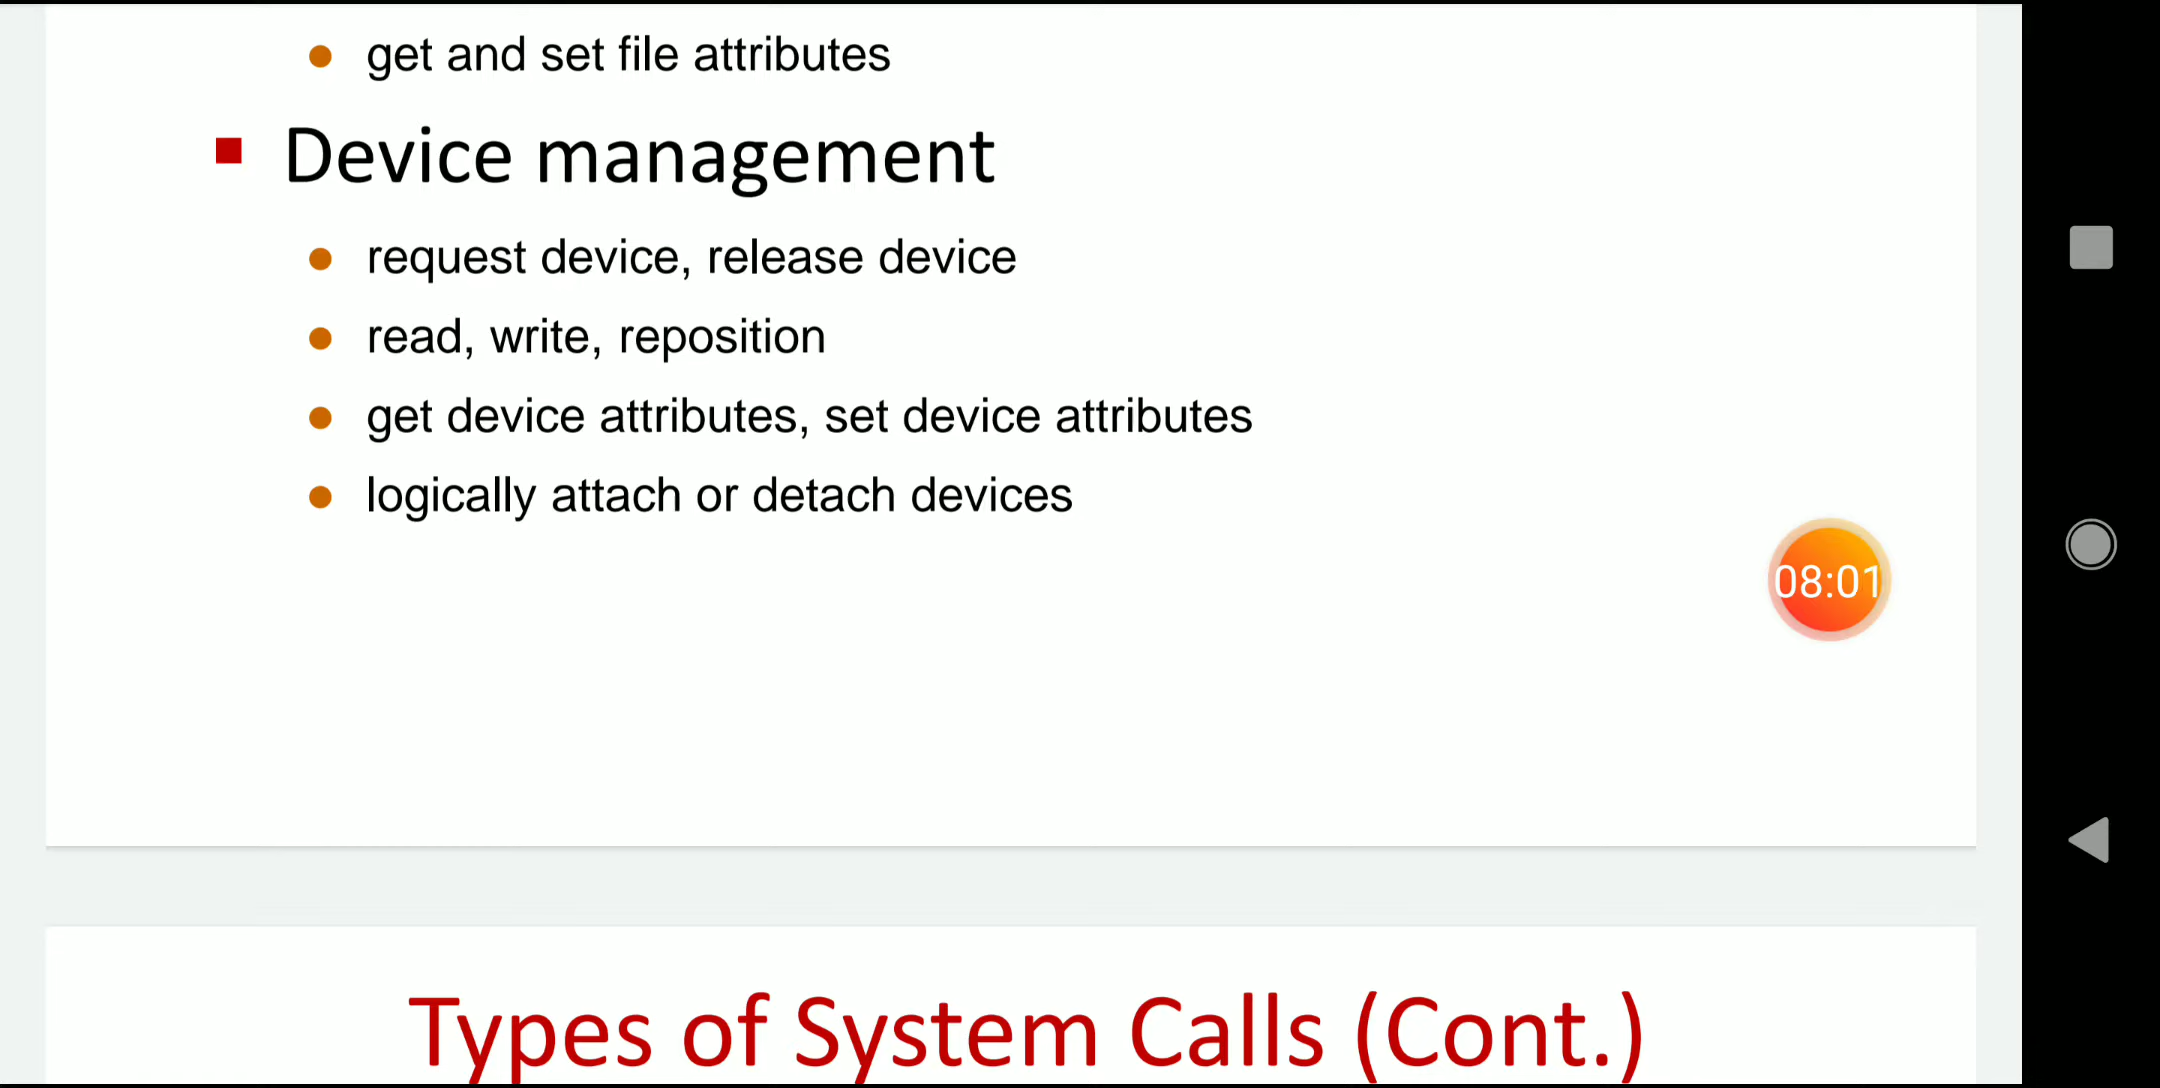 get and set file attributes
Device management
request device, release device
read, write, reposition
get device attributes, set device attributes
logically attach or detach devices
08:01
Types of System Calls (Cont.)